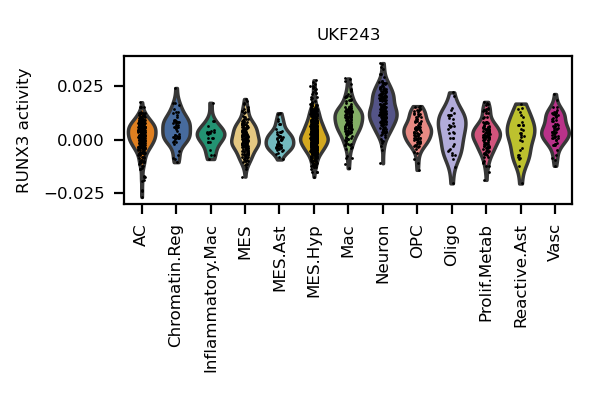 UKF243
RUNX3 activity
0.025
0.000
−0.025
AC
Chromatin.Reg
Inflammatory.Mac
MES
MES.Ast
MES.Hyp
Mac
Neuron
OPC
Oligo
Prolif.Metab
Reactive.Ast
Vasc